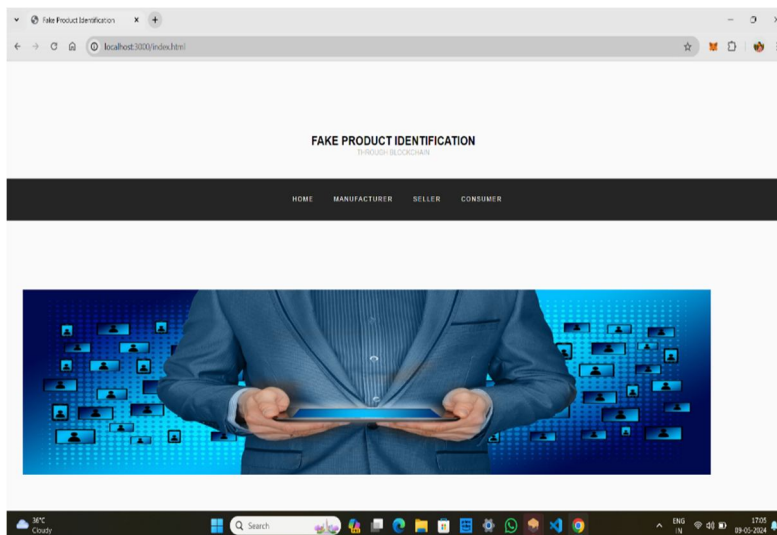 Fake Product Identification
localhost:3000/index.html
FAKE PRODUCT IDENTIFICATION
THROUGH BLOCKCHAIN
HOME MANUFACTURER SELLER CONSUMER
36°C
Cloudy
Search
ENG
IN
17:05
09-05-2024